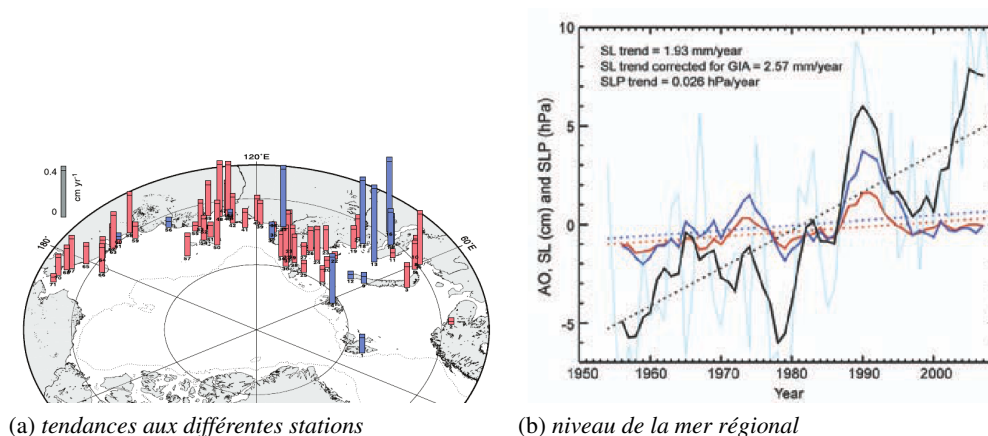 120°E
0.4
0
cm yr⁻¹
180°
60°E
(a) tendances aux différentes stations
10
5
0
-5
SL trend = 1.93 mm/year
SL trend corrected for GIA = 2.57 mm/year
SLP trend = 0.026 hPa/year
AO, SL (cm) and SLP (hPa)
1950 1960 1970 1980 1990 2000
Year
(b) niveau de la mer régional